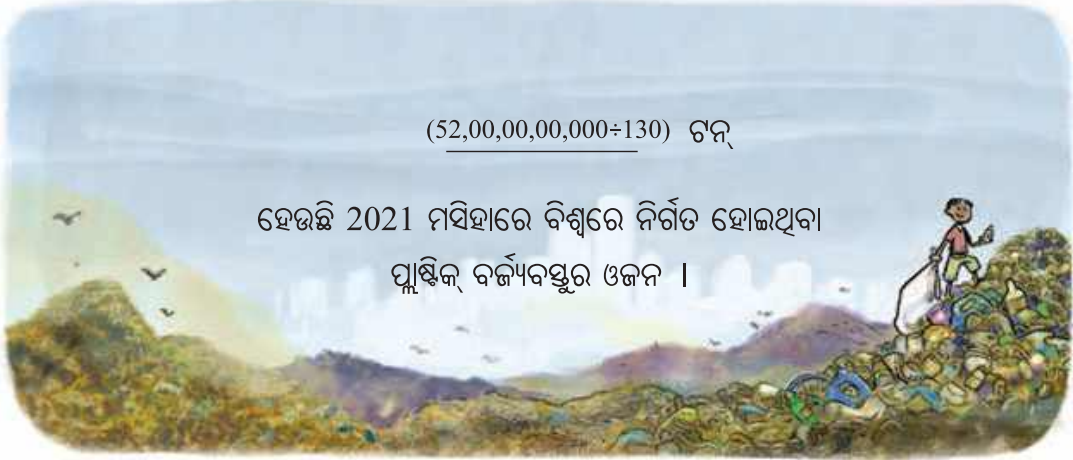 (52,00,00,00,000÷130) ଟନ୍
ହେଉଛି 2021 ମସିହାରେ ବିଶ୍ୱରେ ନିର୍ଗତ ହୋଇଥିବା
ପ୍ଲାଷ୍ଟିକ୍ ବର୍ଜ୍ୟବସ୍ତୁର ଓଜନ ।